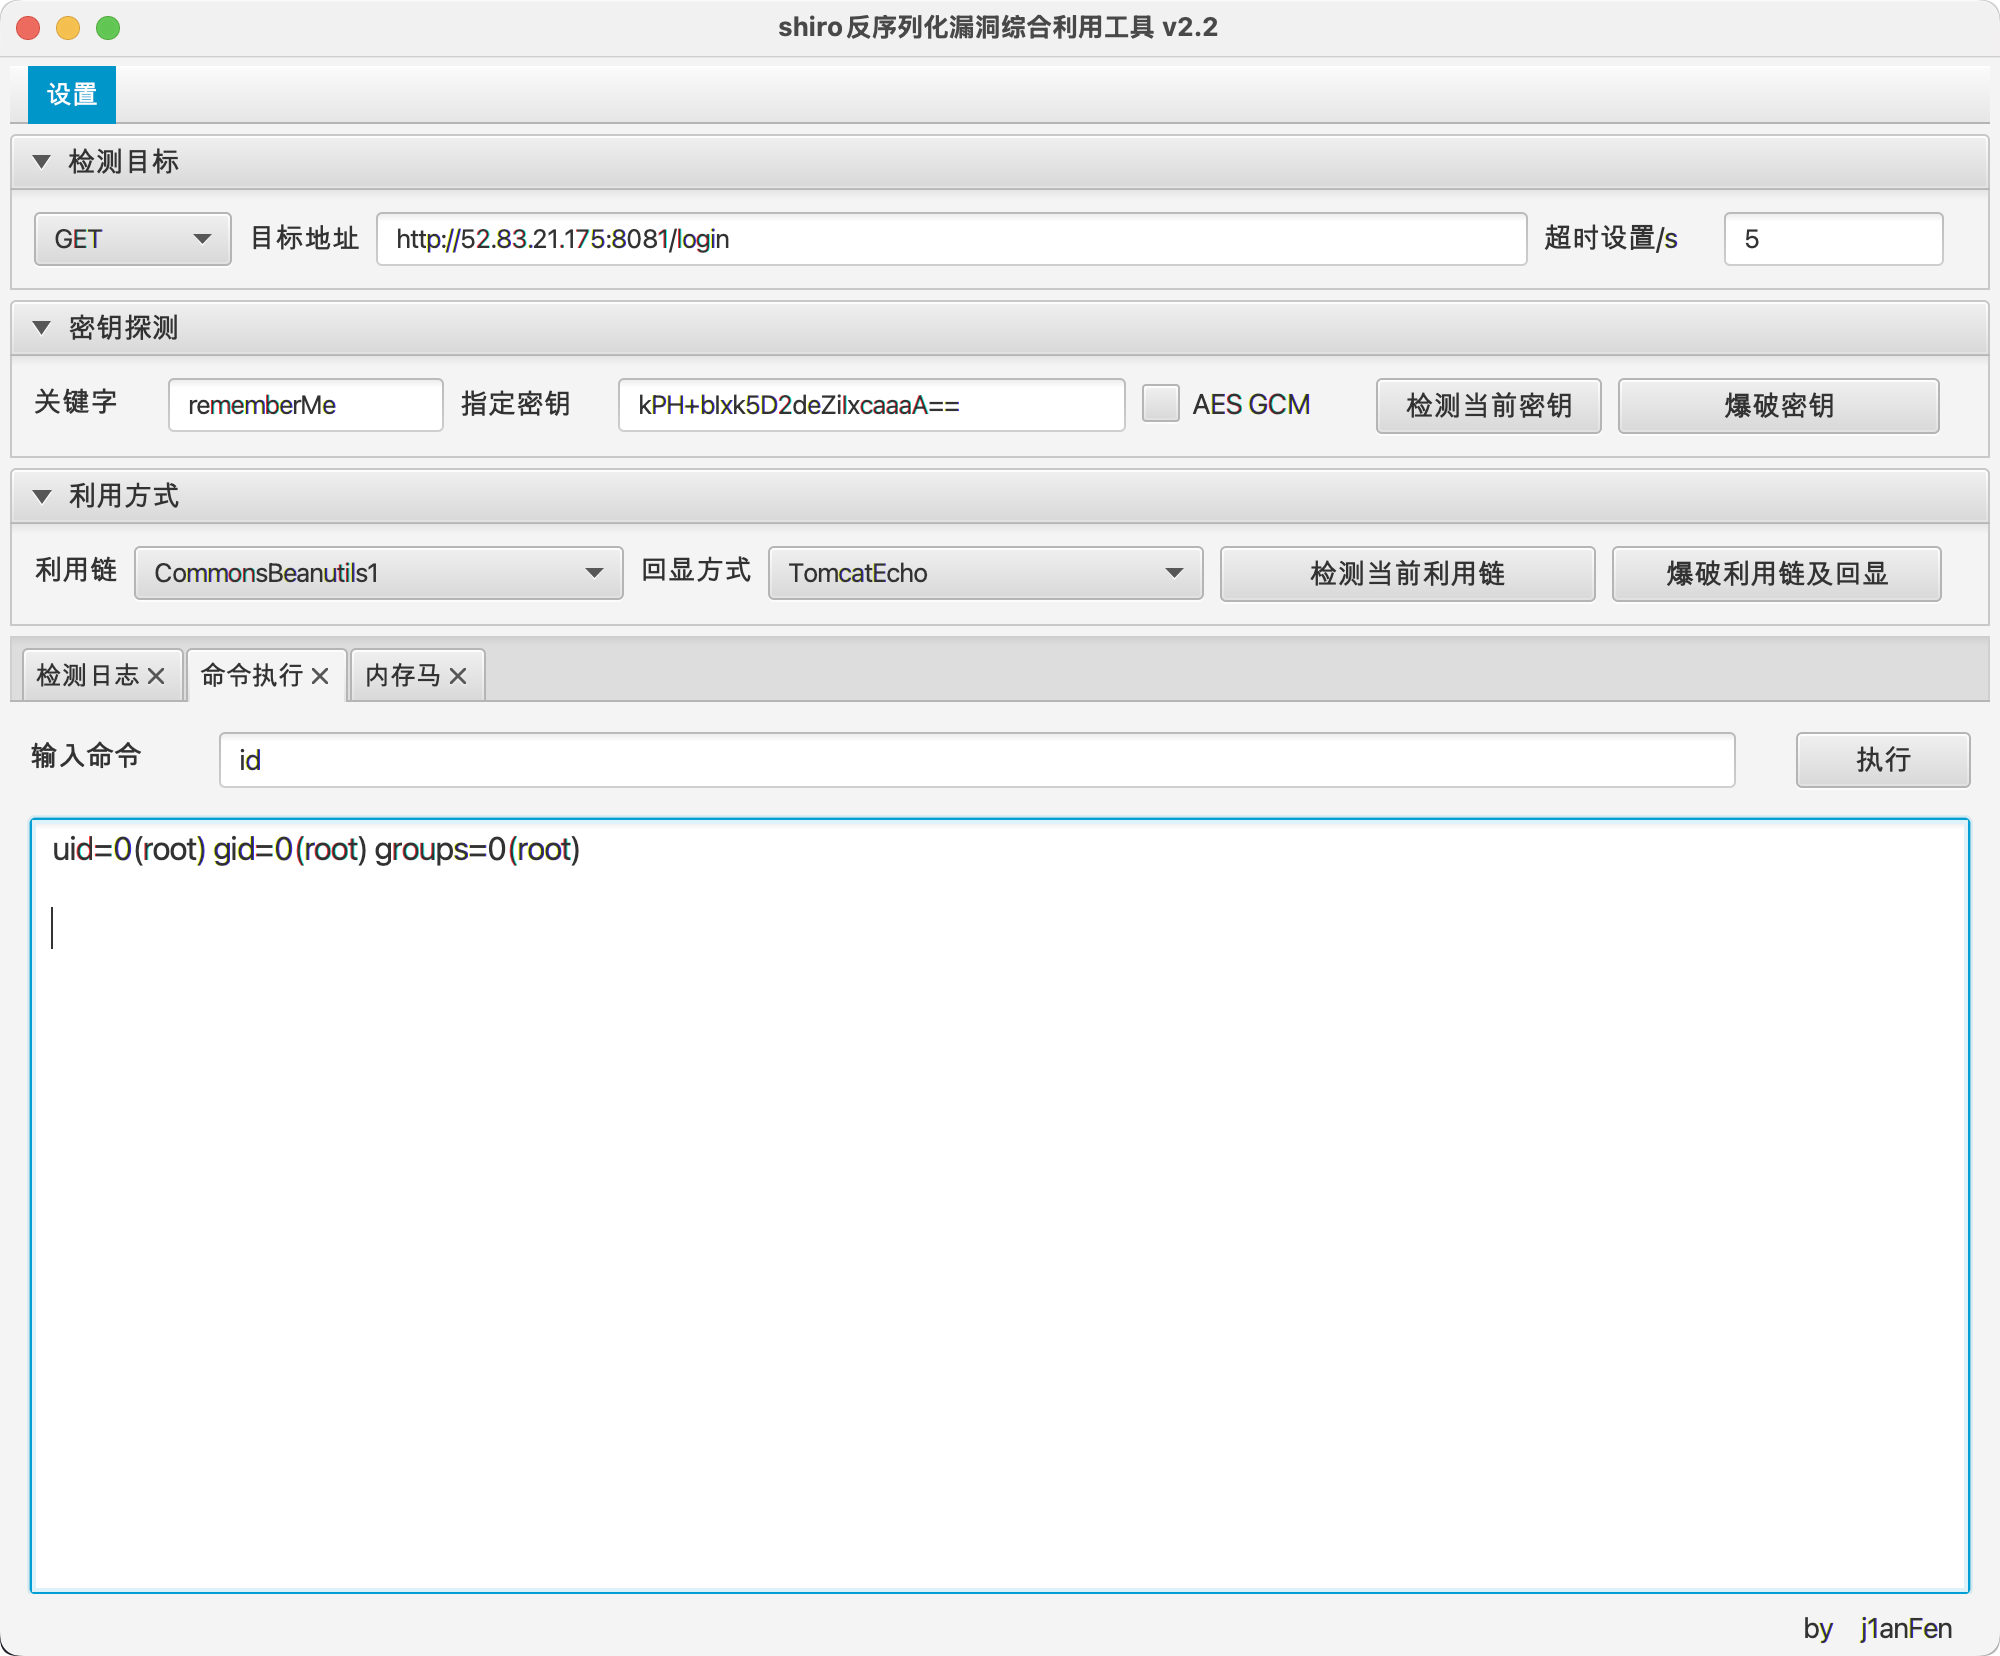 shiro反序列化漏洞综合利用工具 v2.2
设置
检测目标
GET 目标地址 http://52.83.21.175:8081/login 超时设置/s 5
密钥探测
关键字 rememberMe 指定密钥 kPH+bIxk5D2deZiIxcaaaA== AES GCM 检测当前密钥 爆破密钥
利用方式
利用链 CommonsBeanutils1 回显方式 TomcatEcho 检测当前利用链 爆破利用链及回显
检测日志 命令执行 内存马
输入命令 id 执行
uid=0(root) gid=0(root) groups=0(root)
by j1anFen